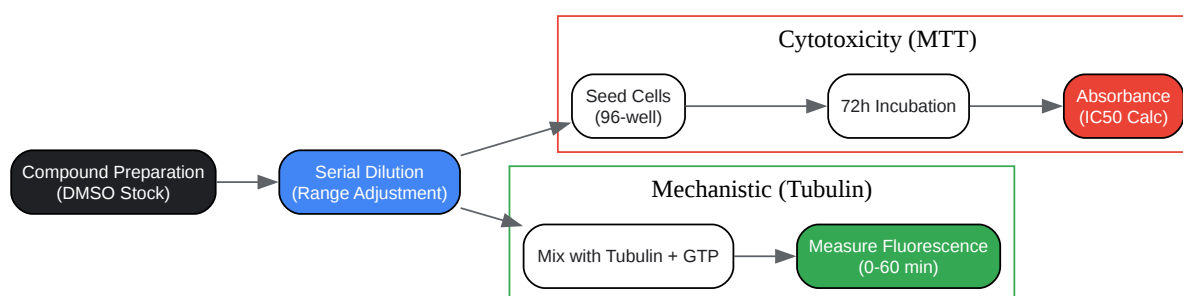 Compound Preparation
(DMSO Stock)
Serial Dilution
(Range Adjustment)
Cytotoxicity (MTT)
Seed Cells
(96-well)
72h Incubation
Absorbance
(IC50 Calc)
Mechanistic (Tubulin)
Mix with Tubulin + GTP
Measure Fluorescence
(0-60 min)